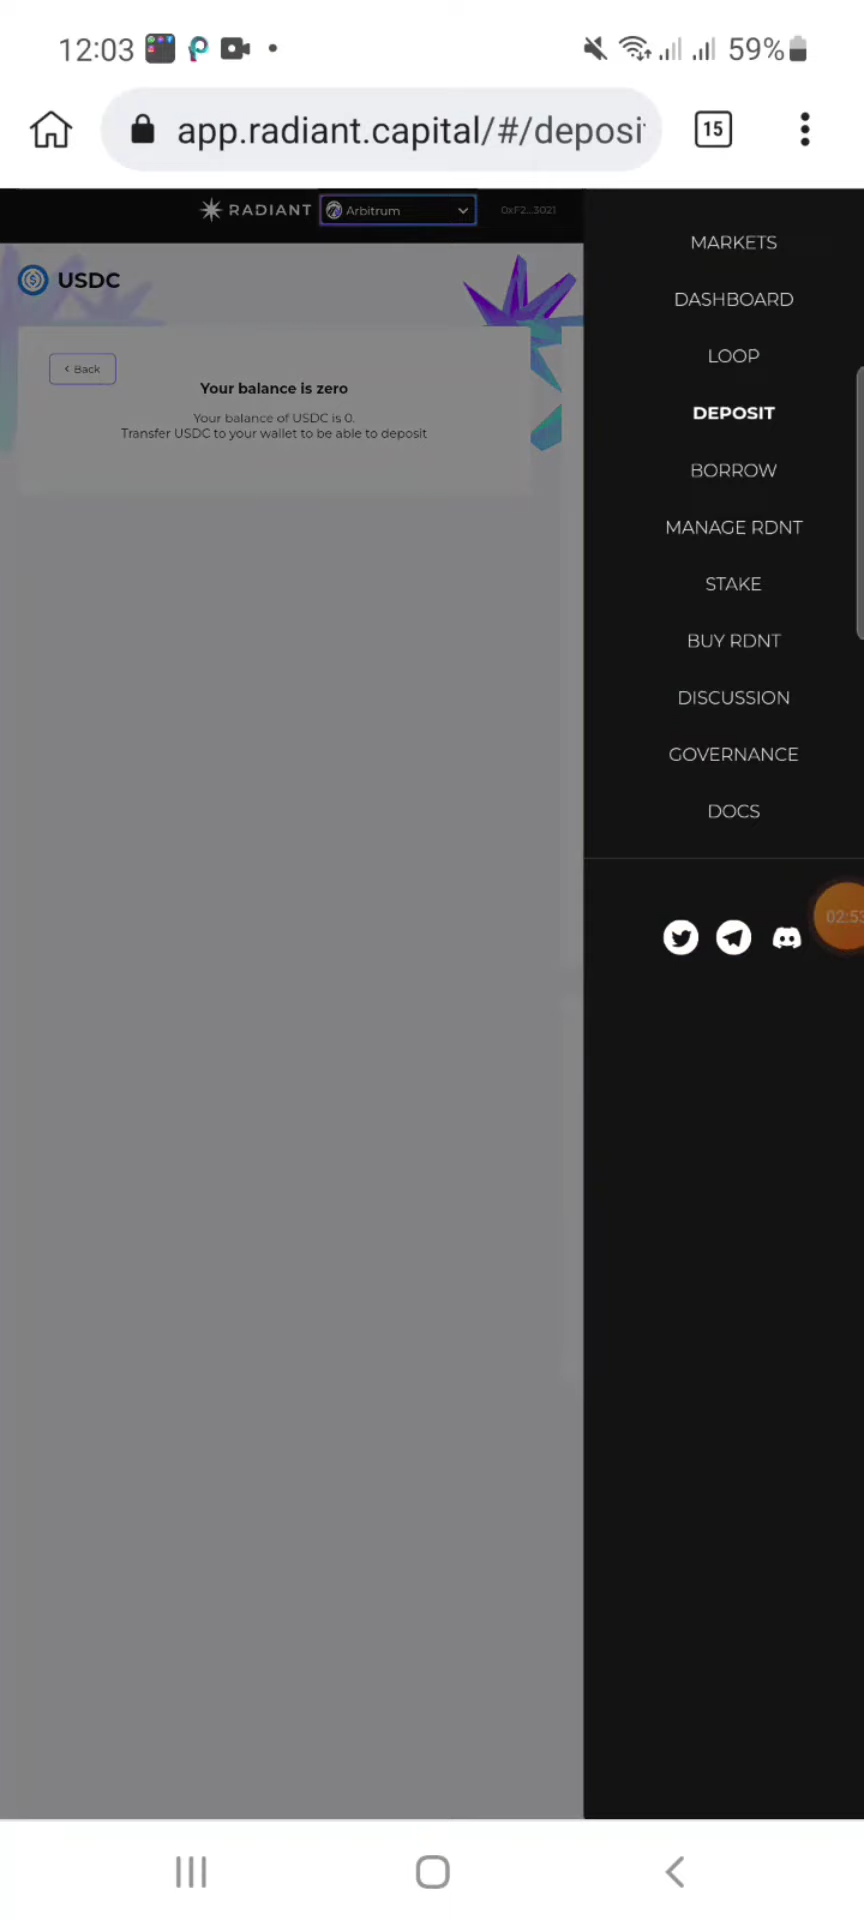 12:03
59%
app.radiant.capital/#/deposi
15
RADIANT
Arbitrum
0xF2...3021
USDC
< Back
Your balance is zero
Your balance of USDC is 0.
Transfer USDC to your wallet to be able to deposit
MARKETS
DASHBOARD
LOOP
DEPOSIT
BORROW
MANAGE RDNT
STAKE
BUY RDNT
DISCUSSION
GOVERNANCE
DOCS
02:53